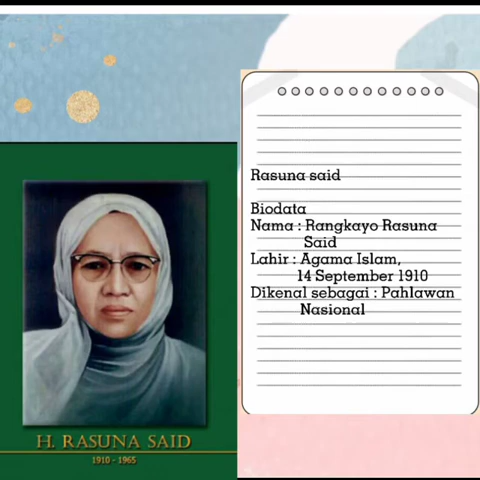 Rasuna said
Biodata
Nama : Rangkayo Rasuna
Said
Lahir : Agama Islam,
14 September 1910
Dikenal sebagai : Pahlawan
Nasional
H. RASUNA SAID
1910 - 1965